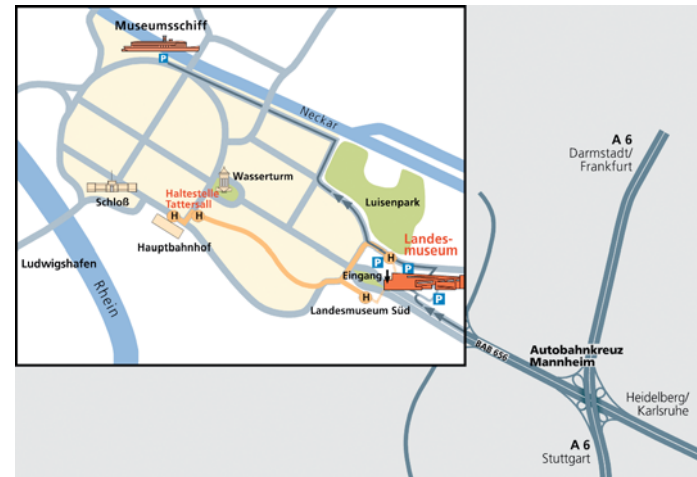 Museumsschiff
P
Neckar
A 6
Darmstadt/
Frankfurt
Wasserturm
Haltestelle
Tattersall
Schloß
H
H
Luisenpark
Hauptbahnhof
Landes-
museum
Ludwigshafen
H
P
P
Eingang
Rhein
H
P
Landesmuseum Süd
BAB 656
Autobahnkreuz
Mannheim
Heidelberg/
Karlsruhe
A 6
Stuttgart